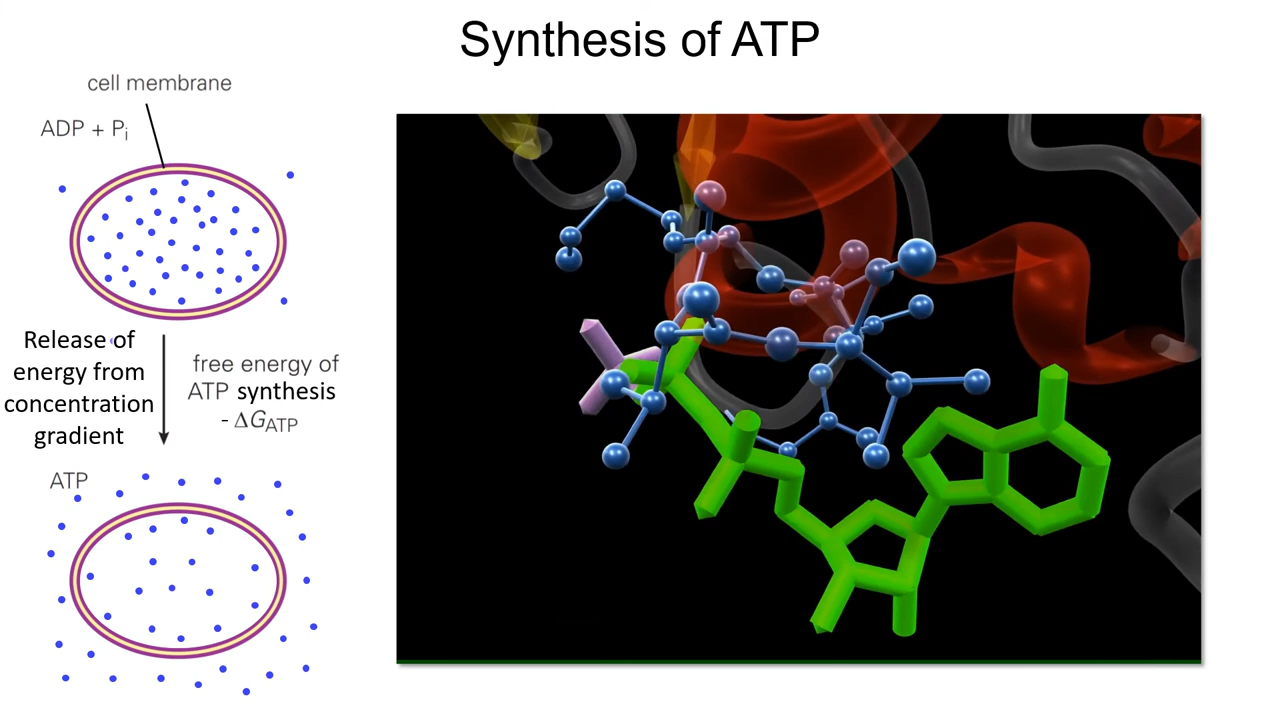 Synthesis of ATP
cell membrane
ADP + Pi
Release of
energy from
concentration
gradient
free energy of
ATP synthesis
- ΔGATP
ATP